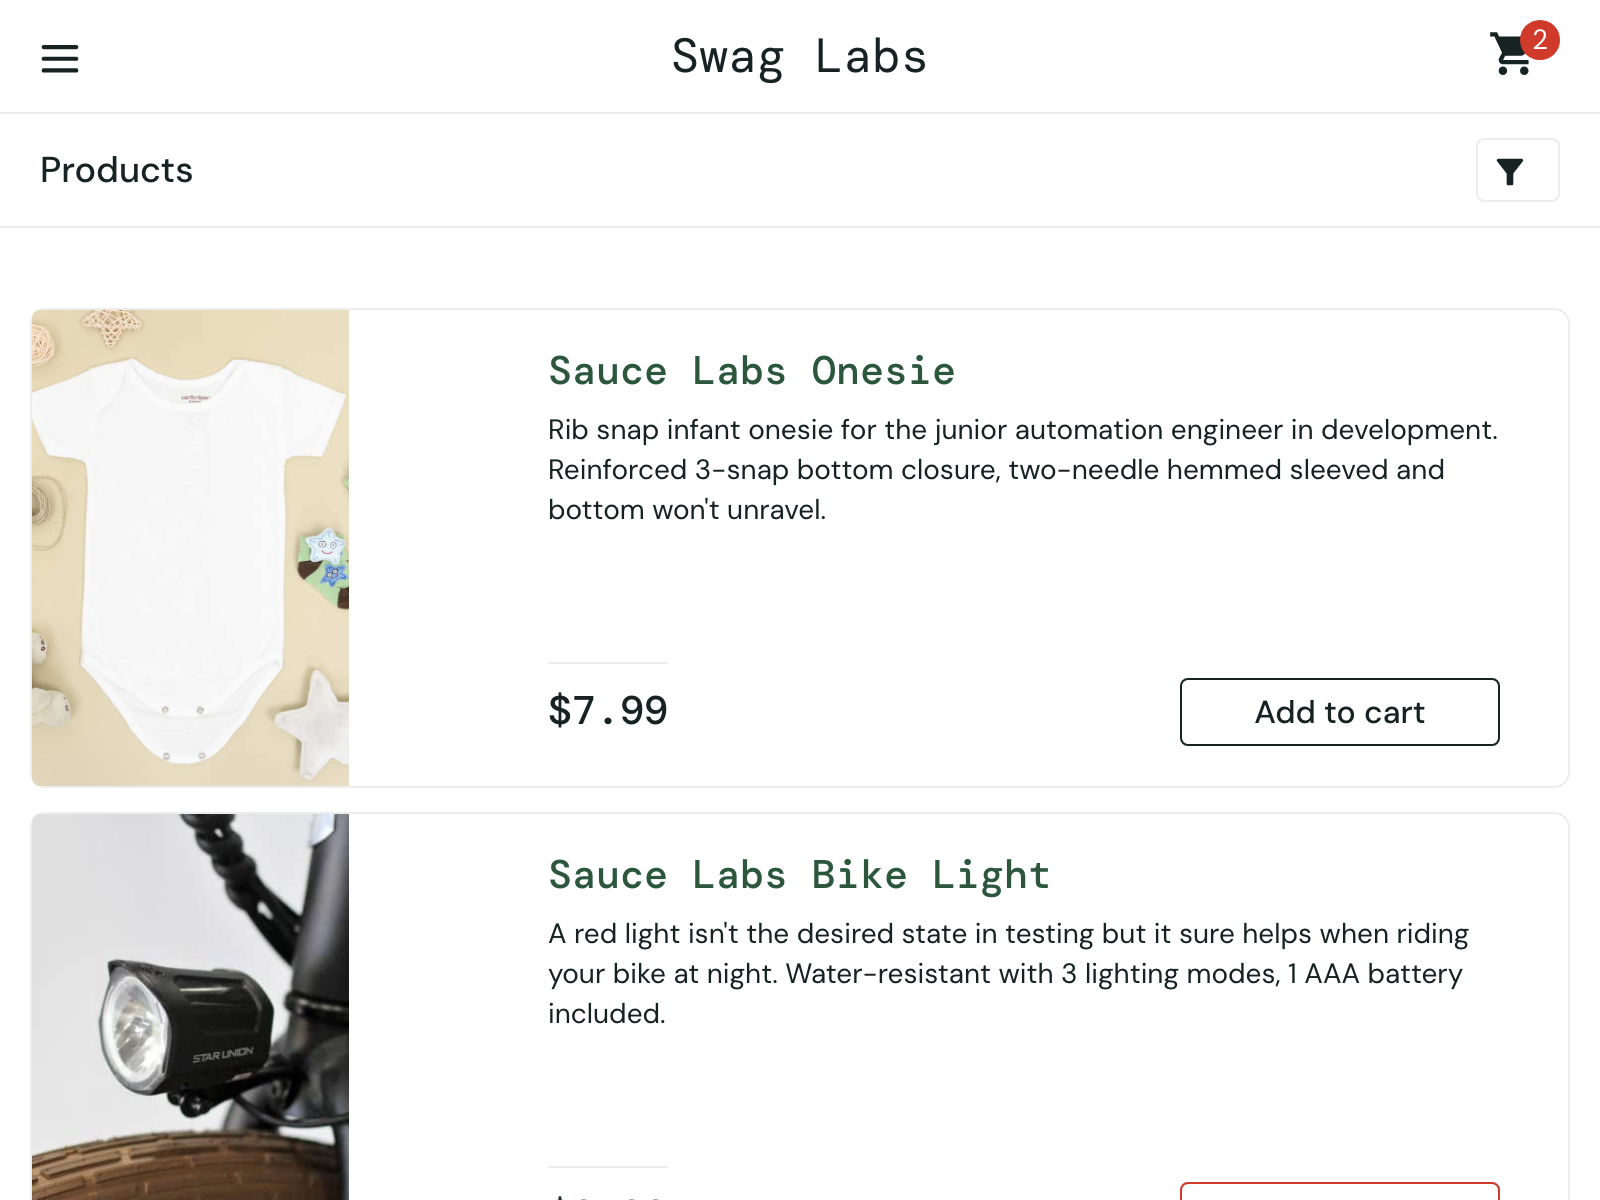 Swag Labs
2
Products
Sauce Labs Onesie
Rib snap infant onesie for the junior automation engineer in development.
Reinforced 3-snap bottom closure, two-needle hemmed sleeved and
bottom won't unravel.
$7.99
Add to cart
Sauce Labs Bike Light
A red light isn't the desired state in testing but it sure helps when riding
your bike at night. Water-resistant with 3 lighting modes, 1 AAA battery
included.
STAR UNION